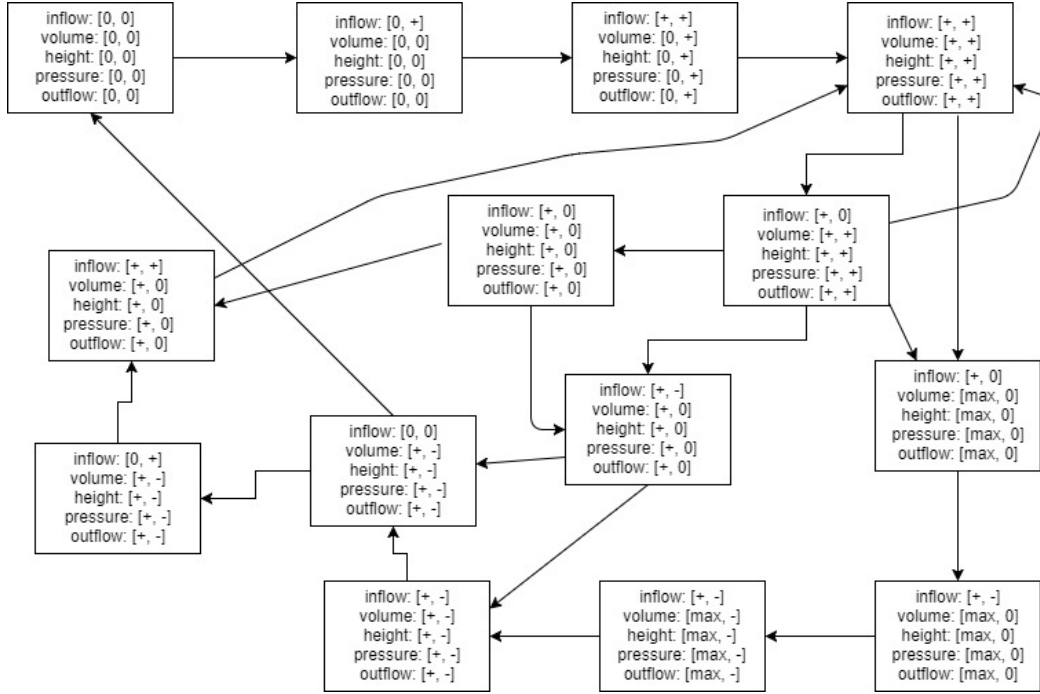 inflow: [0, 0]
volume: [0, 0]
height: [0, 0]
pressure: [0, 0]
outflow: [0, 0]
inflow: [0, +]
volume: [0, 0]
height: [0, 0]
pressure: [0, 0]
outflow: [0, 0]
inflow: [+, +]
volume: [0, +]
height: [0, +]
pressure: [0, +]
outflow: [0, +]
inflow: [+, +]
volume: [+, +]
height: [+, +]
pressure: [+, +]
outflow: [+, +]
inflow: [+, 0]
volume: [+, 0]
height: [+, 0]
pressure: [+, 0]
outflow: [+, 0]
inflow: [+, 0]
volume: [+, +]
height: [+, +]
pressure: [+, +]
outflow: [+, +]
inflow: [+, +]
volume: [+, 0]
height: [+, 0]
pressure: [+, 0]
outflow: [+, 0]
inflow: [+, -]
volume: [+, 0]
height: [+, 0]
pressure: [+, 0]
outflow: [+, 0]
inflow: [+, 0]
volume: [max, 0]
height: [max, 0]
pressure: [max, 0]
outflow: [max, 0]
inflow: [0, +]
volume: [+, -]
height: [+, -]
pressure: [+, -]
outflow: [+, -]
inflow: [0, 0]
volume: [+, -]
height: [+, -]
pressure: [+, -]
outflow: [+, -]
inflow: [+, -]
volume: [+, -]
height: [+, -]
pressure: [+, -]
outflow: [+, -]
inflow: [+, -]
volume: [max, -]
height: [max, -]
pressure: [max, -]
outflow: [max, -]
inflow: [+, -]
volume: [max, 0]
height: [max, 0]
pressure: [max, 0]
outflow: [max, 0]